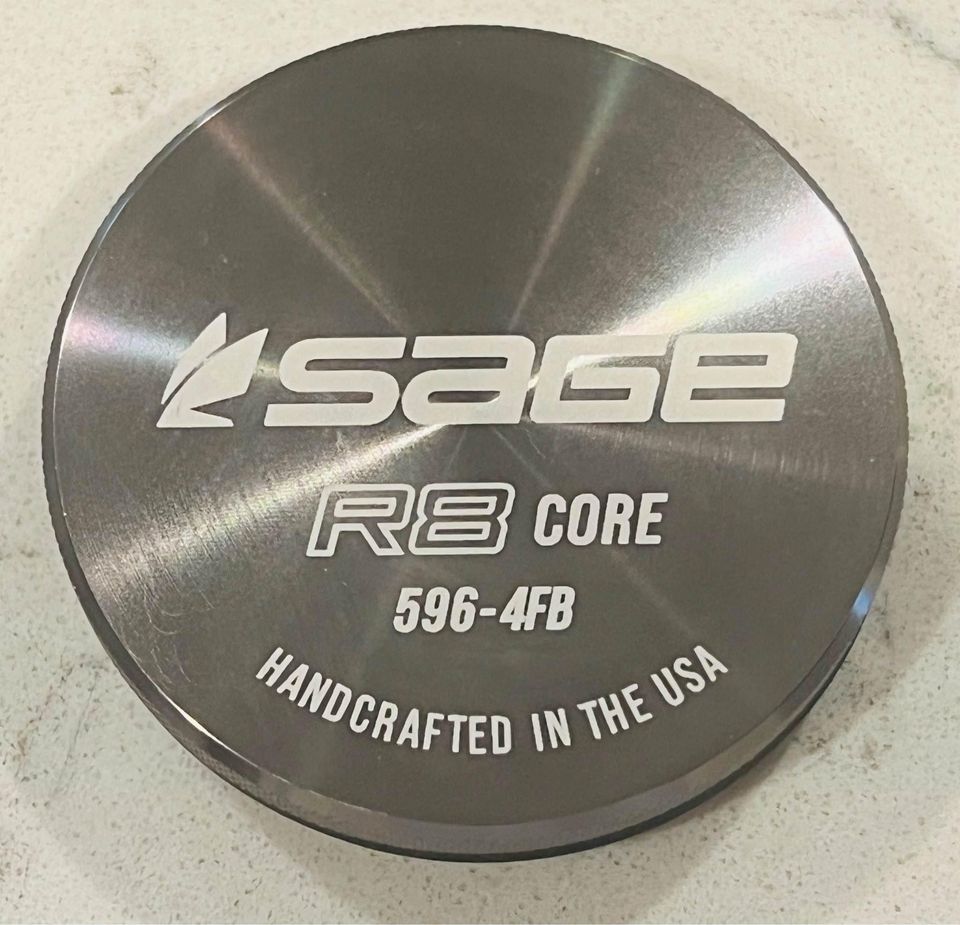 SAGE
R8 CORE
596-4FB
HANDCRAFTED IN THE USA